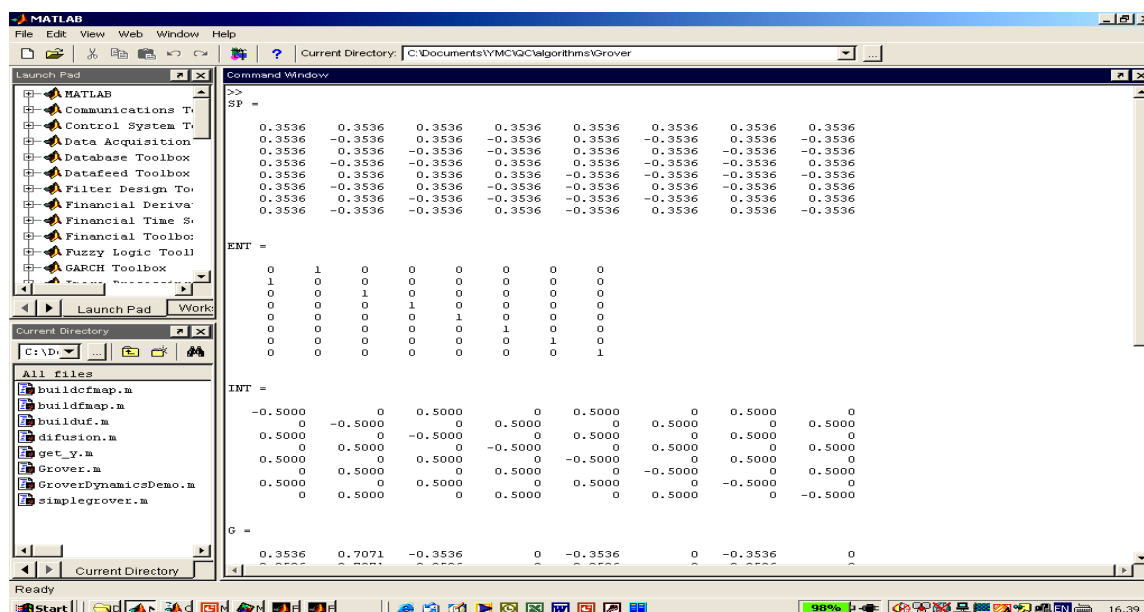 MATLAB
File Edit View Web Window Help
? Current Directory: C:\Documents\YMC\QC\algorithms\Grover
Launch Pad
MATLAB
Communications T
Control System T
Data Acquisition
Database Toolbox
Datafeed Toolbox
Filter Design To
Financial Deriva
Financial Time S
Financial Toolbo
Fuzzy Logic Tool
GARCH Toolbox
Launch Pad Work
Current Directory
C:\D
All files
buildcfmap.m
buildfmap.m
builduf.m
difusion.m
get_y.m
Grover.m
GroverDynamicsDemo.m
simplegrover.m
Current Directory
Command Window
>>
SP =
0.3536 0.3536 0.3536 0.3536 0.3536 0.3536 0.3536 0.3536
0.3536 -0.3536 0.3536 -0.3536 0.3536 -0.3536 0.3536 -0.3536
0.3536 0.3536 -0.3536 -0.3536 0.3536 0.3536 -0.3536 -0.3536
0.3536 -0.3536 -0.3536 0.3536 0.3536 -0.3536 -0.3536 0.3536
0.3536 0.3536 0.3536 0.3536 -0.3536 -0.3536 -0.3536 -0.3536
0.3536 -0.3536 0.3536 -0.3536 -0.3536 0.3536 -0.3536 0.3536
0.3536 0.3536 -0.3536 -0.3536 -0.3536 -0.3536 0.3536 0.3536
0.3536 -0.3536 -0.3536 0.3536 -0.3536 0.3536 0.3536 -0.3536
ENT =
0 1 0 0 0 0 0 0
1 0 0 0 0 0 0 0
0 0 1 0 0 0 0 0
0 0 0 1 0 0 0 0
0 0 0 0 1 0 0 0
0 0 0 0 0 1 0 0
0 0 0 0 0 0 1 0
0 0 0 0 0 0 0 1
INT =
-0.5000 0 0.5000 0 0.5000 0 0.5000 0
0 -0.5000 0 0.5000 0 0.5000 0 0.5000
0.5000 0 -0.5000 0 0.5000 0 0.5000 0
0 0.5000 0 -0.5000 0 0.5000 0 0.5000
0.5000 0 0.5000 0 -0.5000 0 0.5000 0
0 0.5000 0 0.5000 0 -0.5000 0 0.5000
0.5000 0 0.5000 0 0.5000 0 -0.5000 0
0 0.5000 0 0.5000 0 0.5000 0 -0.5000
G =
0.3536 0.7071 -0.3536 0 -0.3536 0 -0.3536 0
Ready
Start 98% EN 16.39